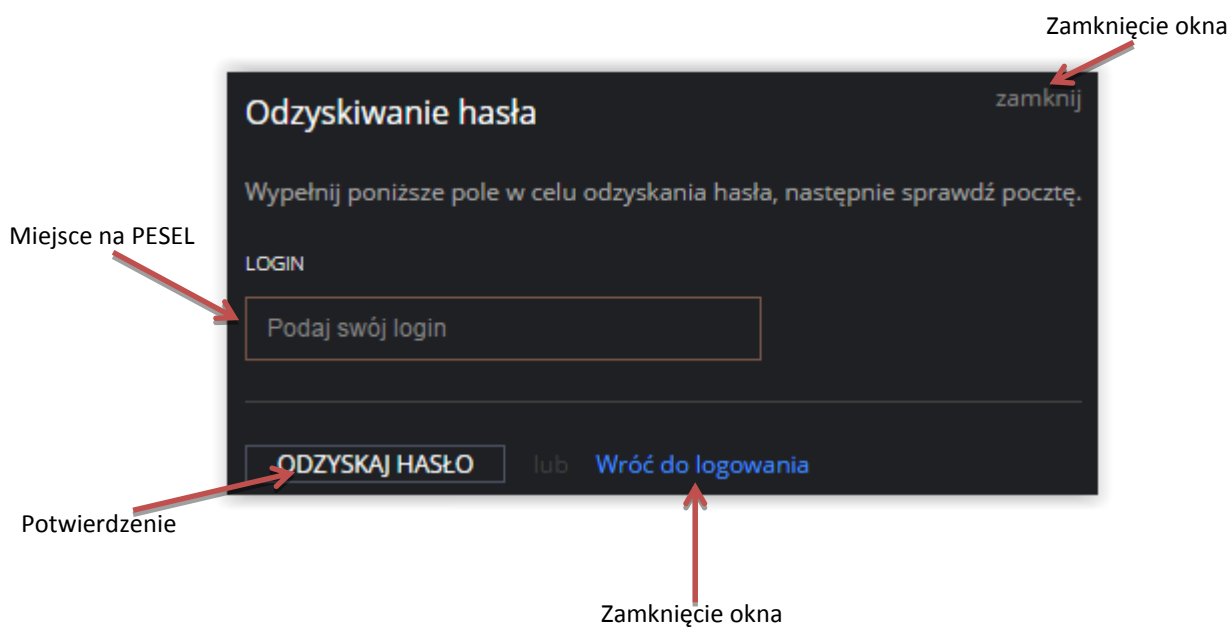 Zamknięcie okna
zamknij
Odzyskiwanie hasła
Wypełnij poniższe pole w celu odzyskania hasła, następnie sprawdź pocztę.
Miejsce na PESEL
LOGIN
Podaj swój login
ODZYSKAJ HASŁO lub Wróć do logowania
Potwierdzenie
Zamknięcie okna